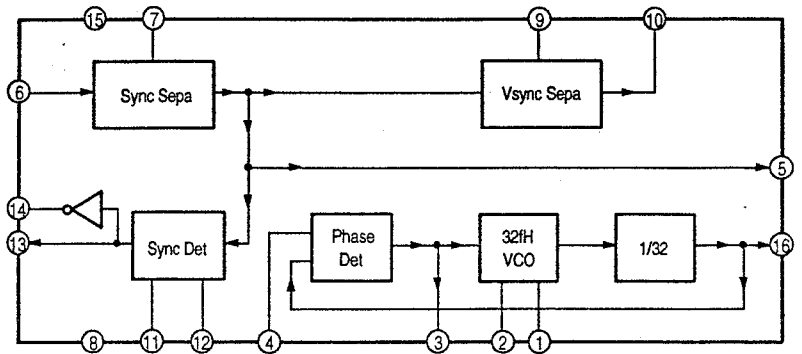 15 7 9 10
6 Sync Sepa Vsync Sepa
5
14
13 Sync Det Phase
Det 32fH
VCO 1/32 16
8 11 12 4 3 2 1